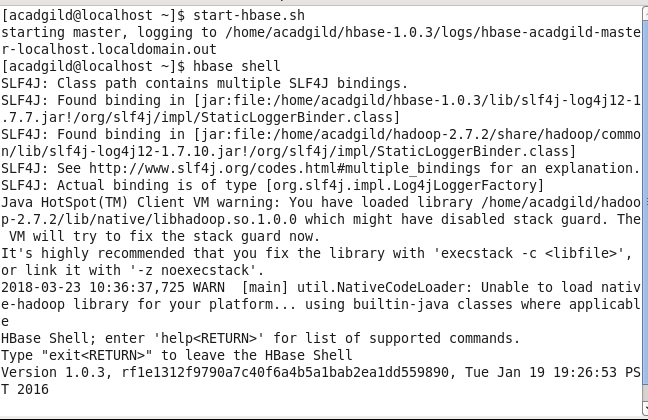 [acadgild@localhost ~]$ start-hbase.sh
starting master, logging to /home/acadgild/hbase-1.0.3/logs/hbase-acadgild-maste
r-localhost.localdomain.out
[acadgild@localhost ~]$ hbase shell
SLF4J: Class path contains multiple SLF4J bindings.
SLF4J: Found binding in [jar:file:/home/acadgild/hbase-1.0.3/lib/slf4j-log4j12-1
.7.7.jar!/org/slf4j/impl/StaticLoggerBinder.class]
SLF4J: Found binding in [jar:file:/home/acadgild/hadoop-2.7.2/share/hadoop/commo
n/lib/slf4j-log4j12-1.7.10.jar!/org/slf4j/impl/StaticLoggerBinder.class]
SLF4J: See http://www.slf4j.org/codes.html#multiple_bindings for an explanation.
SLF4J: Actual binding is of type [org.slf4j.impl.Log4jLoggerFactory]
Java HotSpot(TM) Client VM warning: You have loaded library /home/acadgild/hadoo
p-2.7.2/lib/native/libhadoop.so.1.0.0 which might have disabled stack guard. The
 VM will try to fix the stack guard now.
It's highly recommended that you fix the library with 'execstack -c <libfile>',
or link it with '-z noexecstack'.
2018-03-23 10:36:37,725 WARN  [main] util.NativeCodeLoader: Unable to load nativ
e-hadoop library for your platform... using builtin-java classes where applicabl
e
HBase Shell; enter 'help<RETURN>' for list of supported commands.
Type "exit<RETURN>" to leave the HBase Shell
Version 1.0.3, rf1e1312f9790a7c40f6a4b5a1bab2ea1dd559890, Tue Jan 19 19:26:53 PS
T 2016